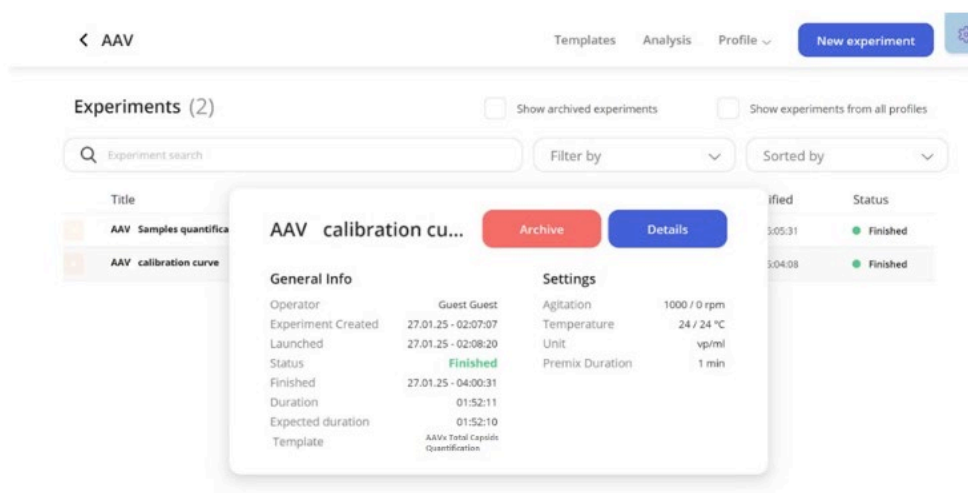 AAV
Templates Analysis Profile New experiment
Experiments (2)
Show archived experiments Show experiments from all profiles
Experiment search Filter by Sorted by
Title ified Status
AAV Samples quantifica 5:05:31 Finished
AAV calibration curve 5:04:08 Finished
AAV calibration cu... Archive Details
General Info Settings
Operator Guest Guest Agitation 1000 / 0 rpm
Experiment Created 27.01.25 - 02:07:07 Temperature 24 / 24 °C
Launched 27.01.25 - 02:08:20 Unit vp/ml
Status Finished Premix Duration 1 min
Finished 27.01.25 - 04:00:31
Duration 01:52:11
Expected duration 01:52:10
Template AAVx Total Capsids
Quantification